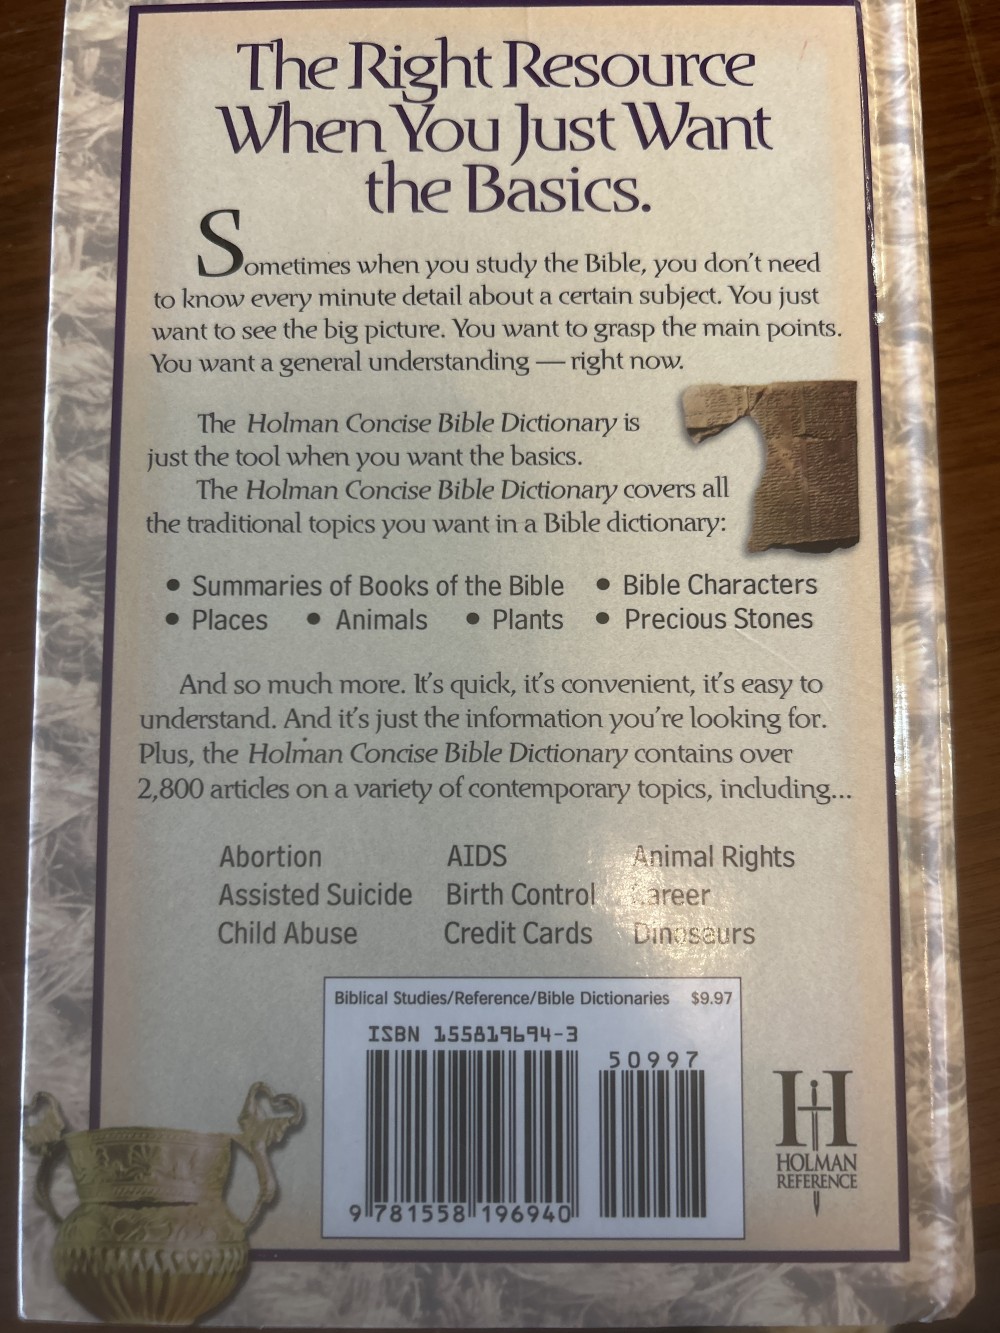 The Right Resource
When You Just Want
the Basics.
Sometimes when you study the Bible, you don't need
to know every minute detail about a certain subject. You just
want to see the big picture. You want to grasp the main points.
You want a general understanding — right now.
The Holman Concise Bible Dictionary is
just the tool when you want the basics.
The Holman Concise Bible Dictionary covers all
the traditional topics you want in a Bible dictionary:
• Summaries of Books of the Bible • Bible Characters
• Places • Animals • Plants • Precious Stones
And so much more. It's quick, it's convenient, it's easy to
understand. And it's just the information you're looking for.
Plus, the Holman Concise Bible Dictionary contains over
2,800 articles on a variety of contemporary topics, including...
Abortion AIDS Animal Rights
Assisted Suicide Birth Control Career
Child Abuse Credit Cards Dinosaurs
Biblical Studies/Reference/Bible Dictionaries $9.97
ISBN 155819694-3
50997
9 781558 196940
H
HOLMAN
REFERENCE